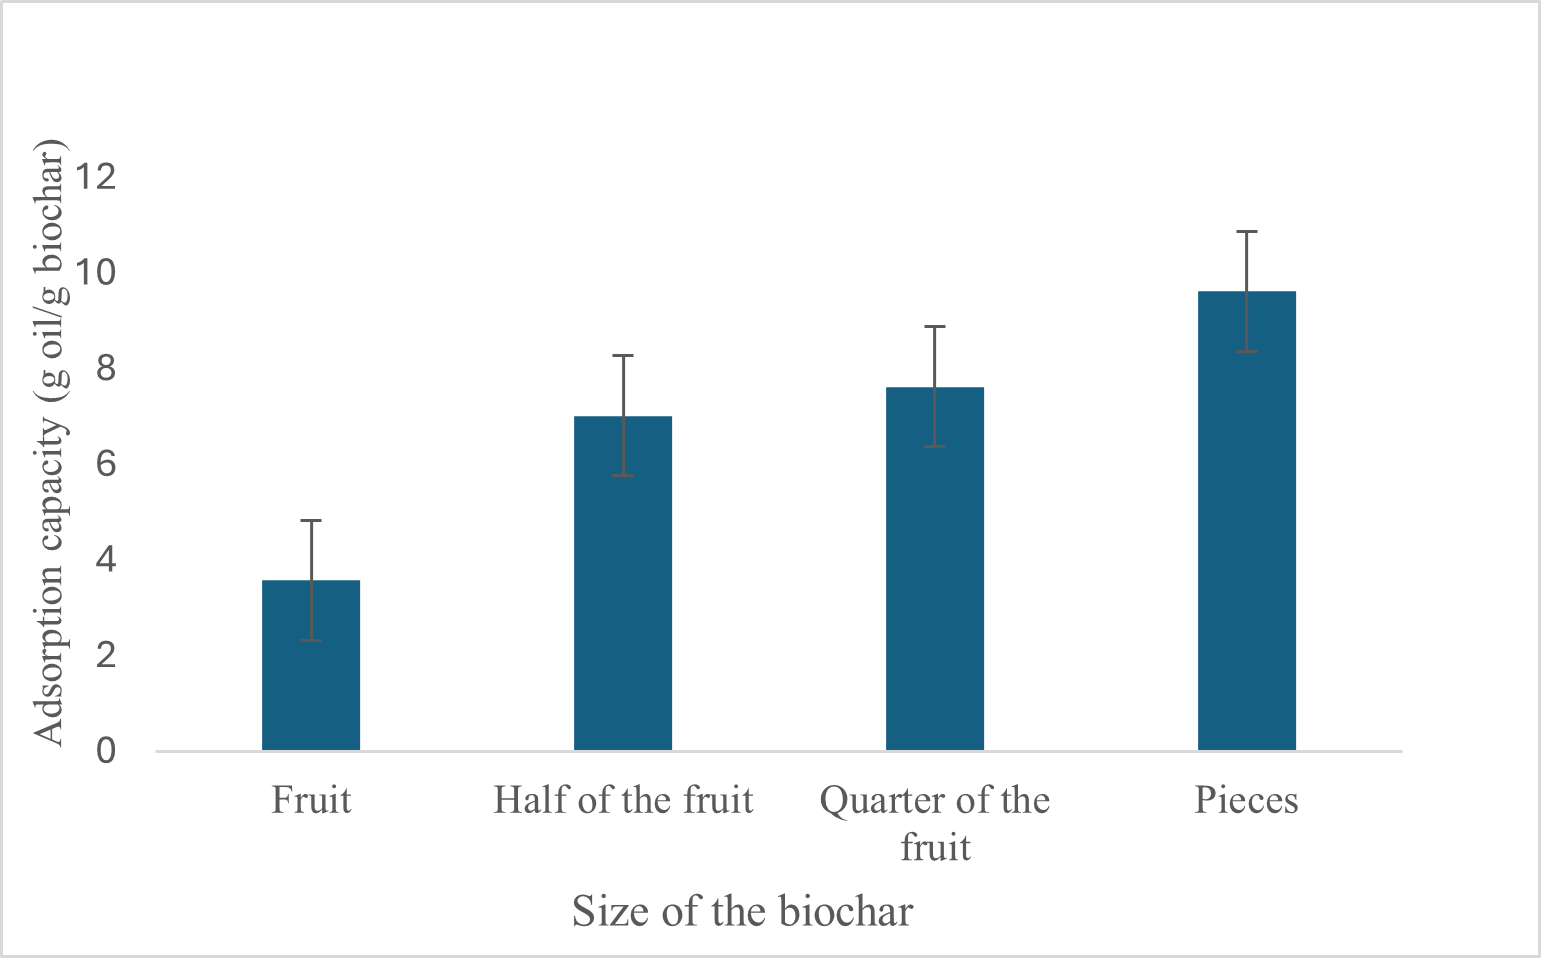 Adsorption capacity (g oil/g biochar)
12
10
8
6
4
2
0
Fruit
Half of the fruit
Quarter of the
fruit
Pieces
Size of the biochar